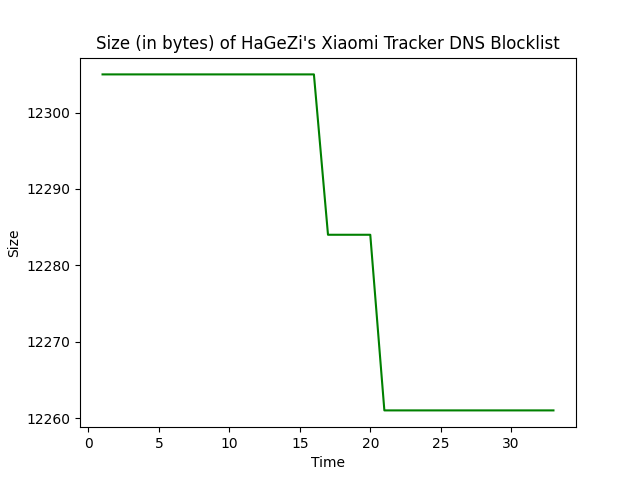 Size (in bytes) of HaGeZi's Xiaomi Tracker DNS Blocklist
12300
12290
12280
12270
12260
Size
0 5 10 15 20 25 30
Time